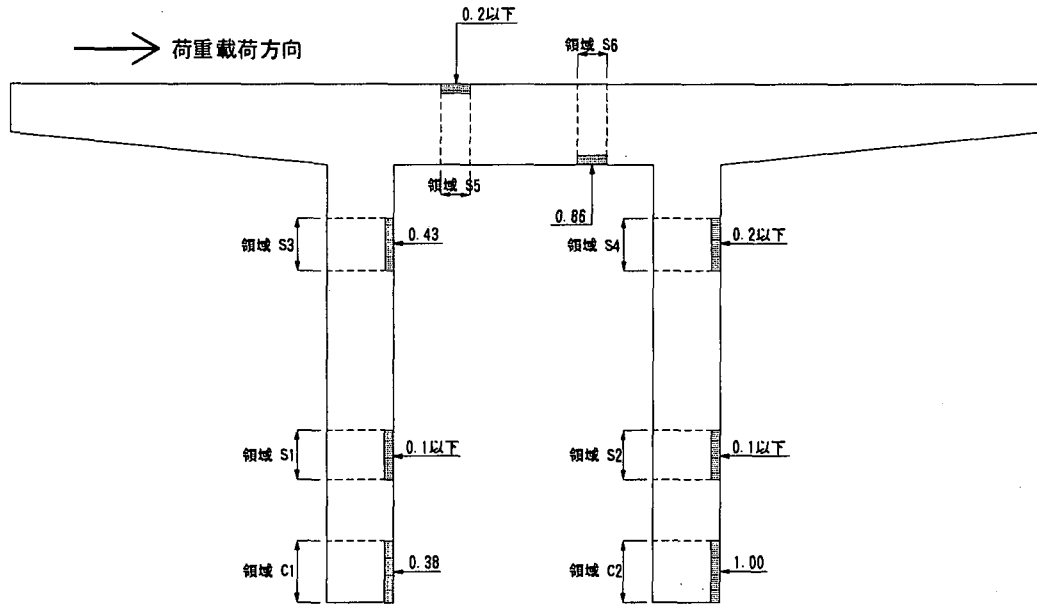 0.2以下
荷重載荷方向
領域 S6
領域 S5
0.86
領域 S3
0.43
領域 S4
0.2以下
領域 S1
0.1以下
領域 S2
0.1以下
領域 C1
0.38
領域 C2
1.00